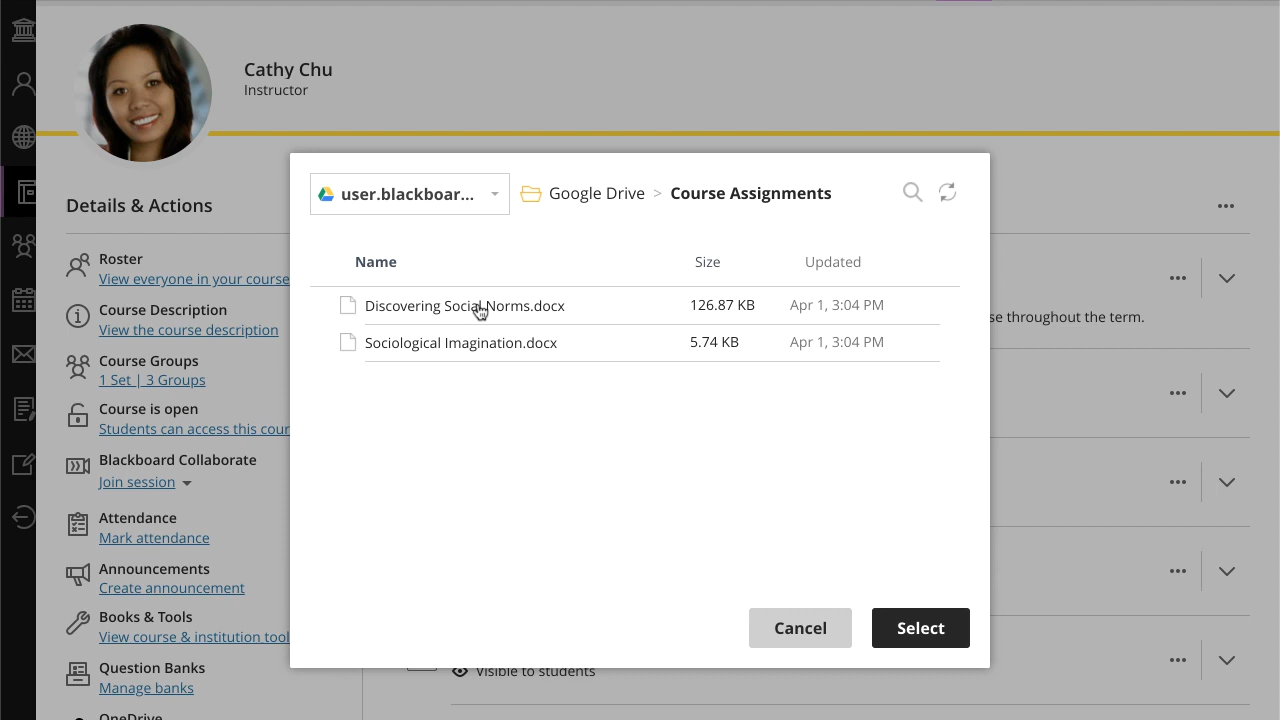 Cathy Chu
Instructor
Details & Actions
Roster
View everyone in your course
Course Description
View the course description
Course Groups
1 Set | 3 Groups
Course is open
Students can access this cour
Blackboard Collaborate
Join session
Attendance
Mark attendance
Announcements
Create announcement
Books & Tools
View course & institution tool
Question Banks
Manage banks
OneDrive
user.blackboar...
Google Drive > Course Assignments
Name Size Updated
Discovering Social Norms.docx 126.87 KB Apr 1, 3:04 PM
Sociological Imagination.docx 5.74 KB Apr 1, 3:04 PM
Cancel Select
se throughout the term.
Visible to students